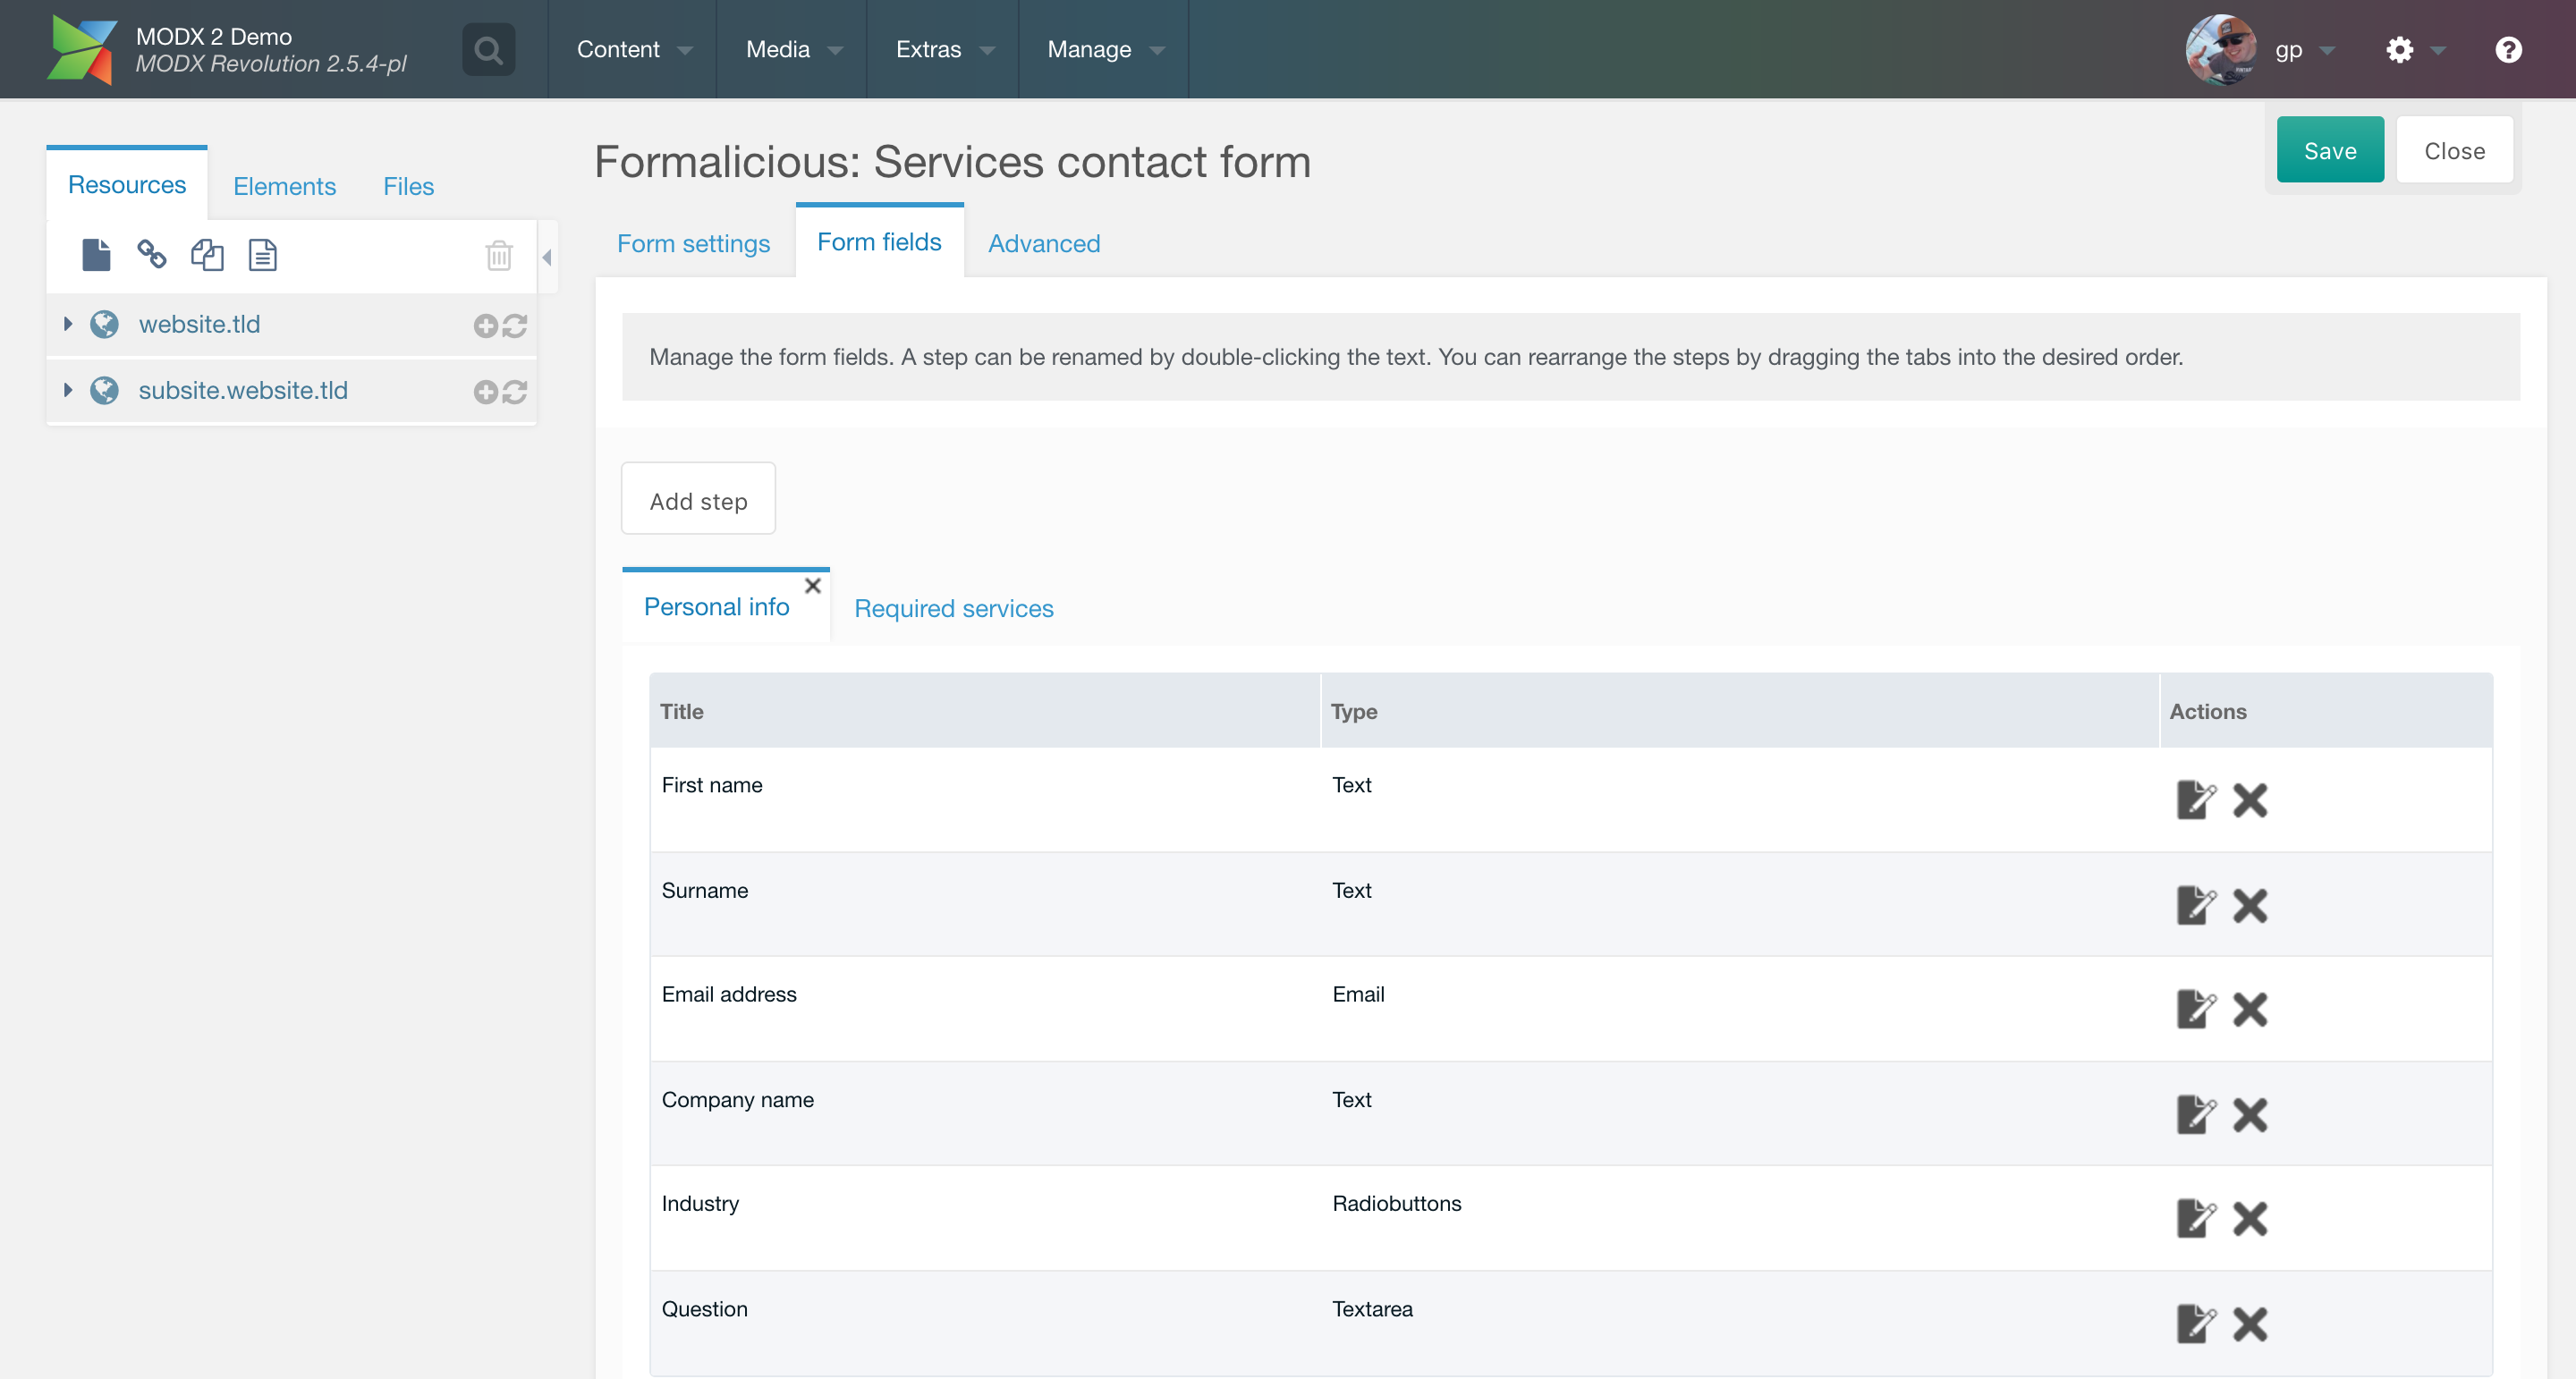 MODX 2 Demo
MODX Revolution 2.5.4-pl
Content
Media
Extras
Manage
gp
Resources
Elements
Files
website.tld
subsite.website.tld
Formalicious: Services contact form
Save
Close
Form settings
Form fields
Advanced
Manage the form fields. A step can be renamed by double-clicking the text. You can rearrange the steps by dragging the tabs into the desired order.
Add step
Personal info
Required services
Title Type Actions
First name Text
Surname Text
Email address Email
Company name Text
Industry Radiobuttons
Question Textarea